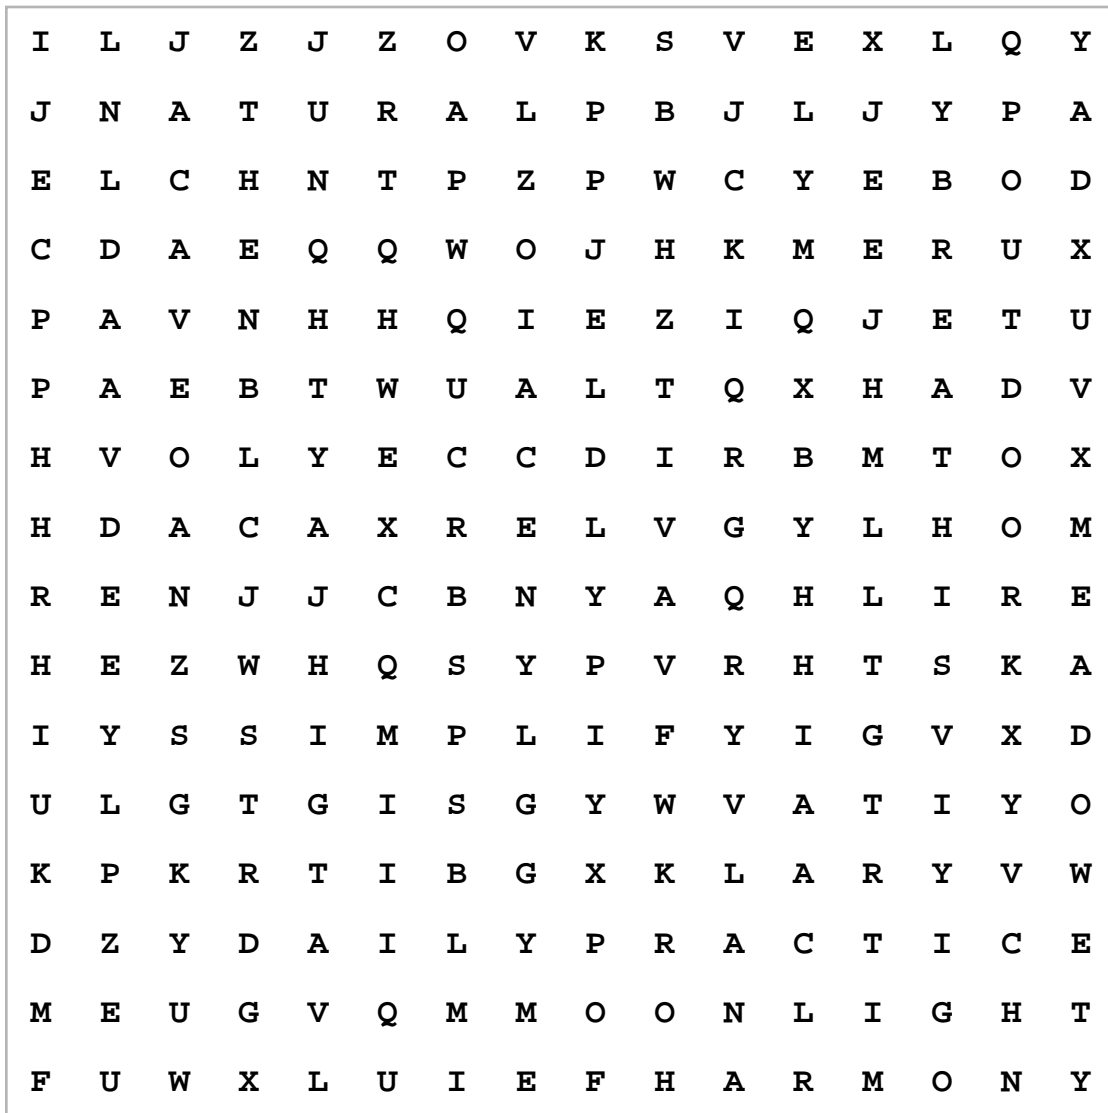 I L J Z J Z O V K S V E X L Q Y
J N A T U R A L P B J L J Y P A
E L C H N T P Z P W C Y E B O D
C D A E Q Q W O J H K M E R U X
P A V N H H Q I E Z I Q J E T U
P A E B T W U A L T Q X H A D V
H V O L Y E C C D I R B M T O X
H D A C A X R E L V G Y L H O M
R E N J J C B N Y A Q H L I R E
H E Z W H Q S Y P V R H T S K A
I Y S S I M P L I F Y I G V X D
U L G T G I S G Y W V A T I Y O
K P K R T I B G X K L A R Y V W
D Z Y D A I L Y P R A C T I C E
M E U G V Q M M O O N L I G H T
F U W X L U I E F H A R M O N Y